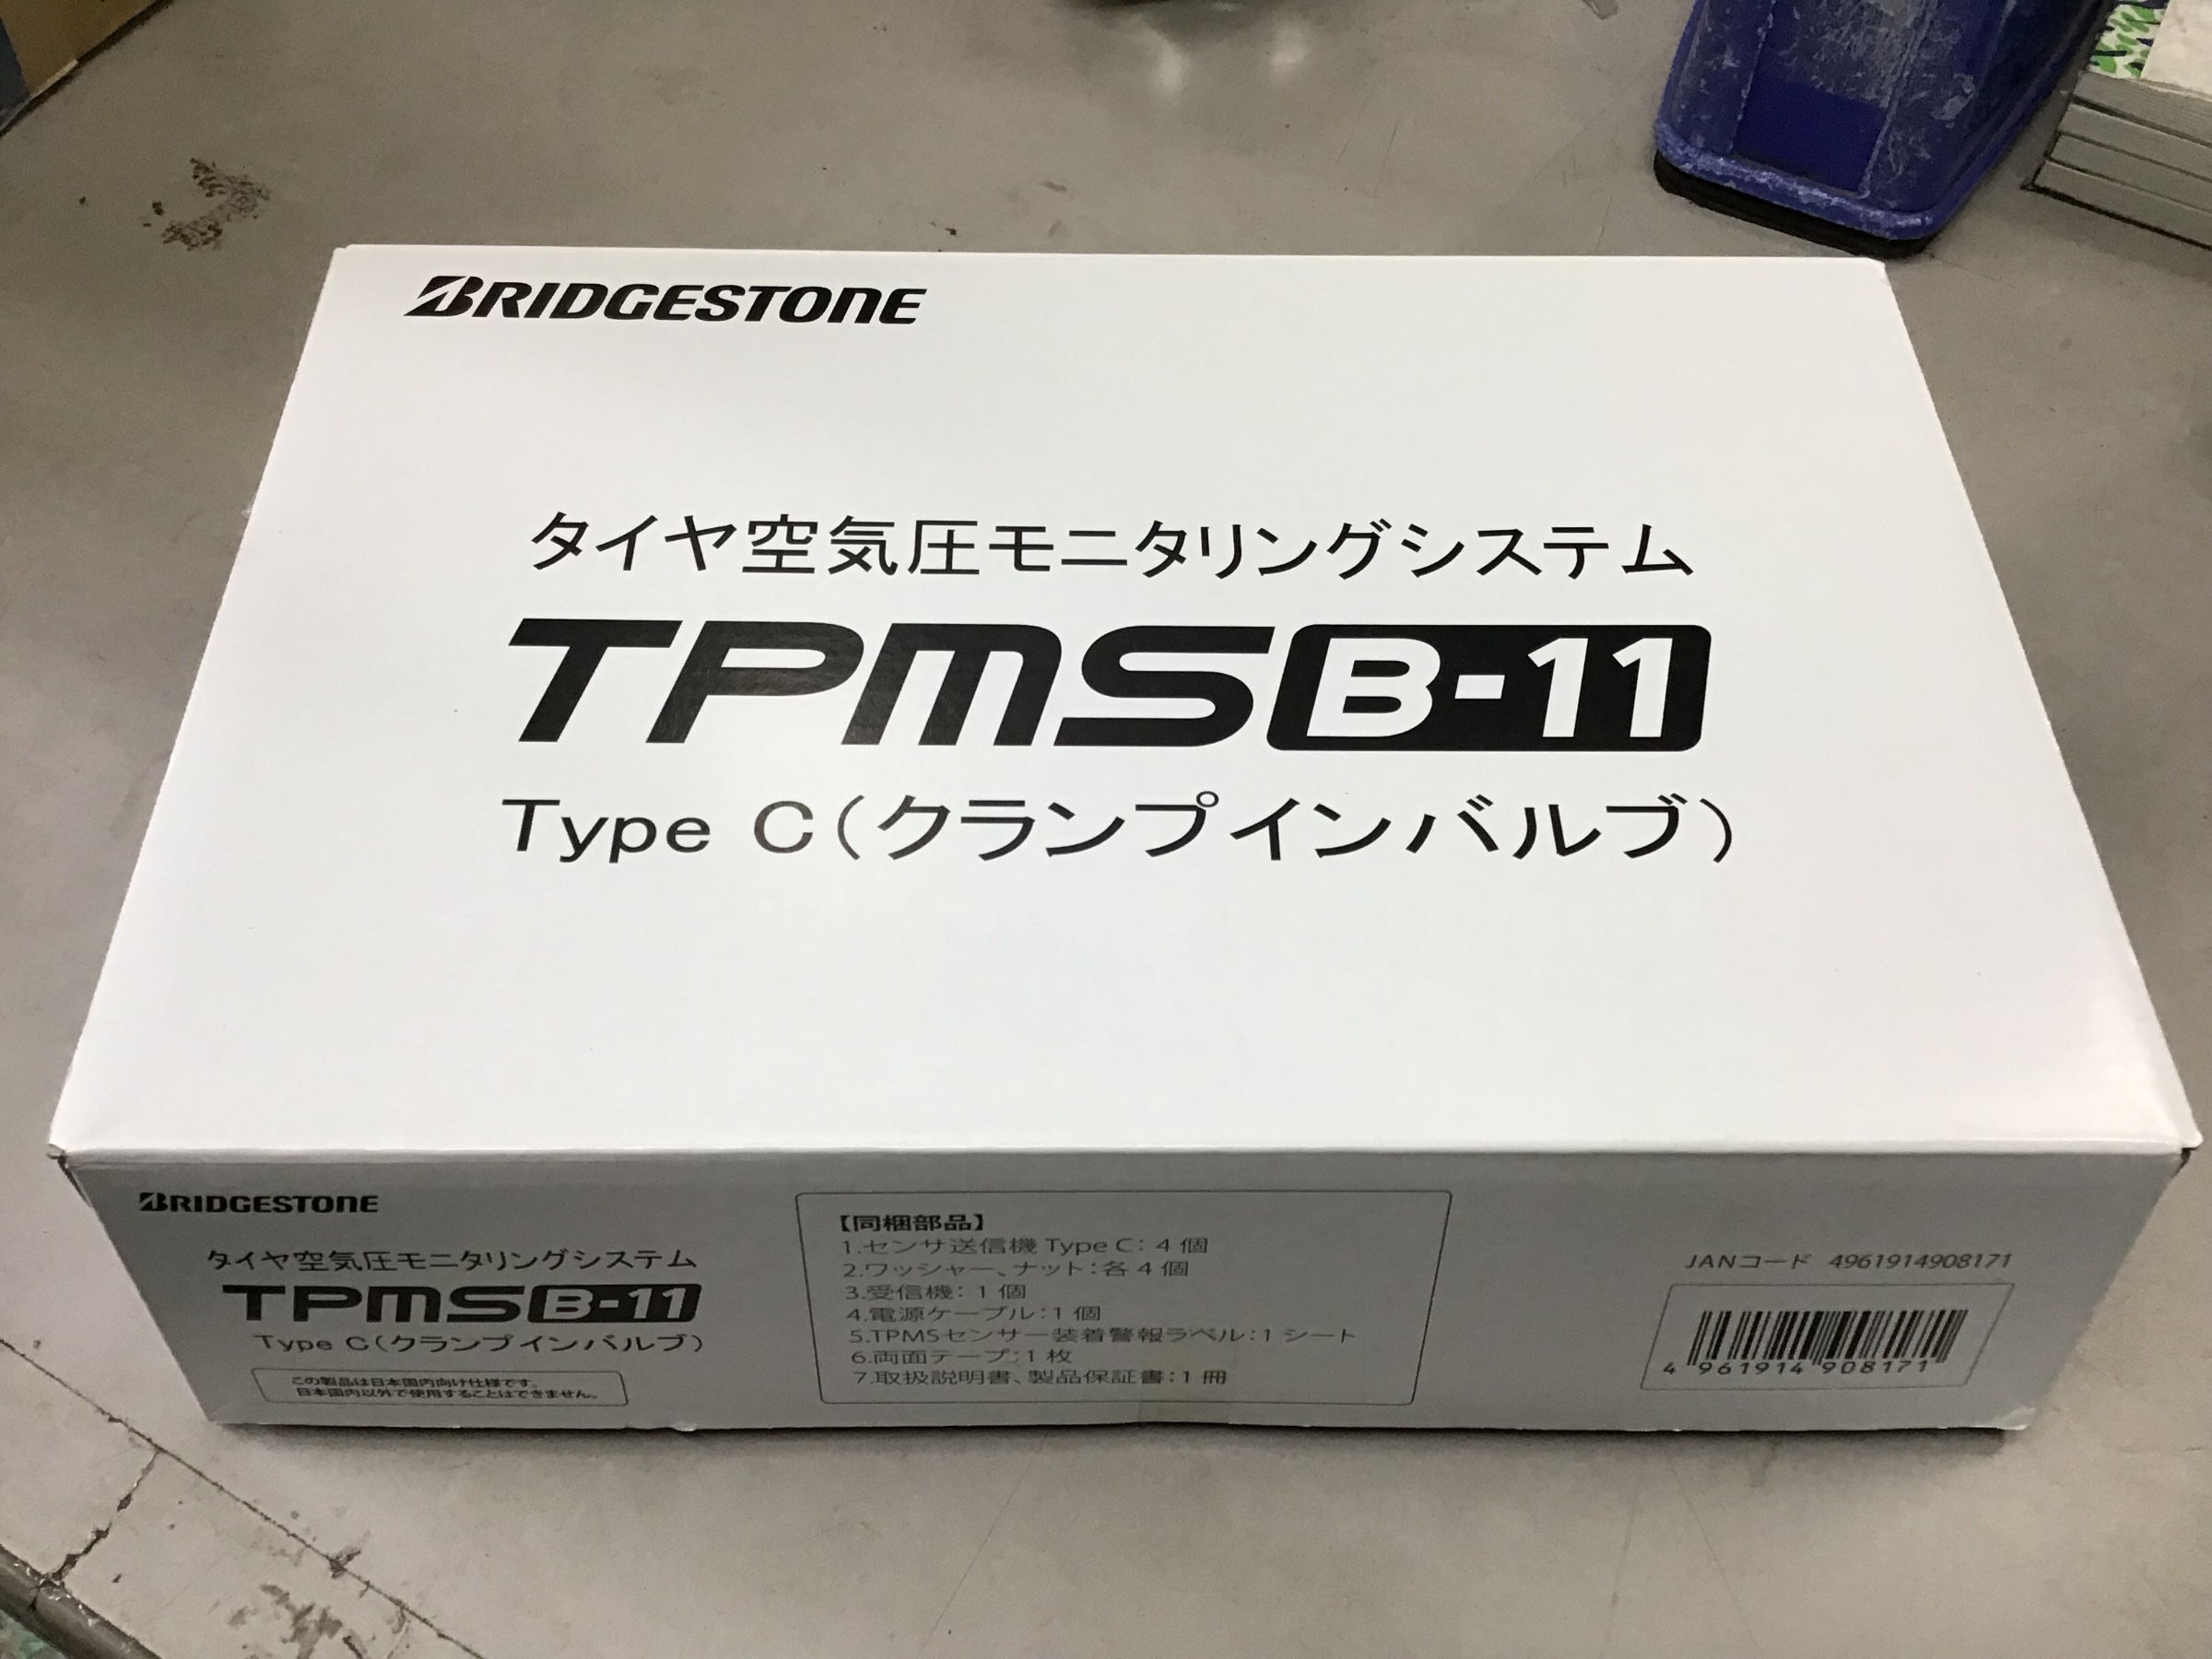 BRIDGESTONE
タイヤ空気圧モニタリングシステム
TPMS B-11
Type C(クランプインバルブ)
BRIDGESTONE
タイヤ空気圧モニタリングシステム
TPMS B-11
Type C(クランプインバルブ)
この製品は日本国内向け仕様です。
日本国内以外で使用することはできません。
【同梱部品】
1.センサ送信機 Type C: 4 個
2.ワッシャー、ナット:各 4 個
3.受信機: 1 個
4.電源ケーブル:1 個
5.TPMSセンサー装着警報ラベル:1 シート
6.両面テープ:1 枚
7.取扱説明書、製品保証書:1 冊
JANコード 4961914908171
4 961914 908171